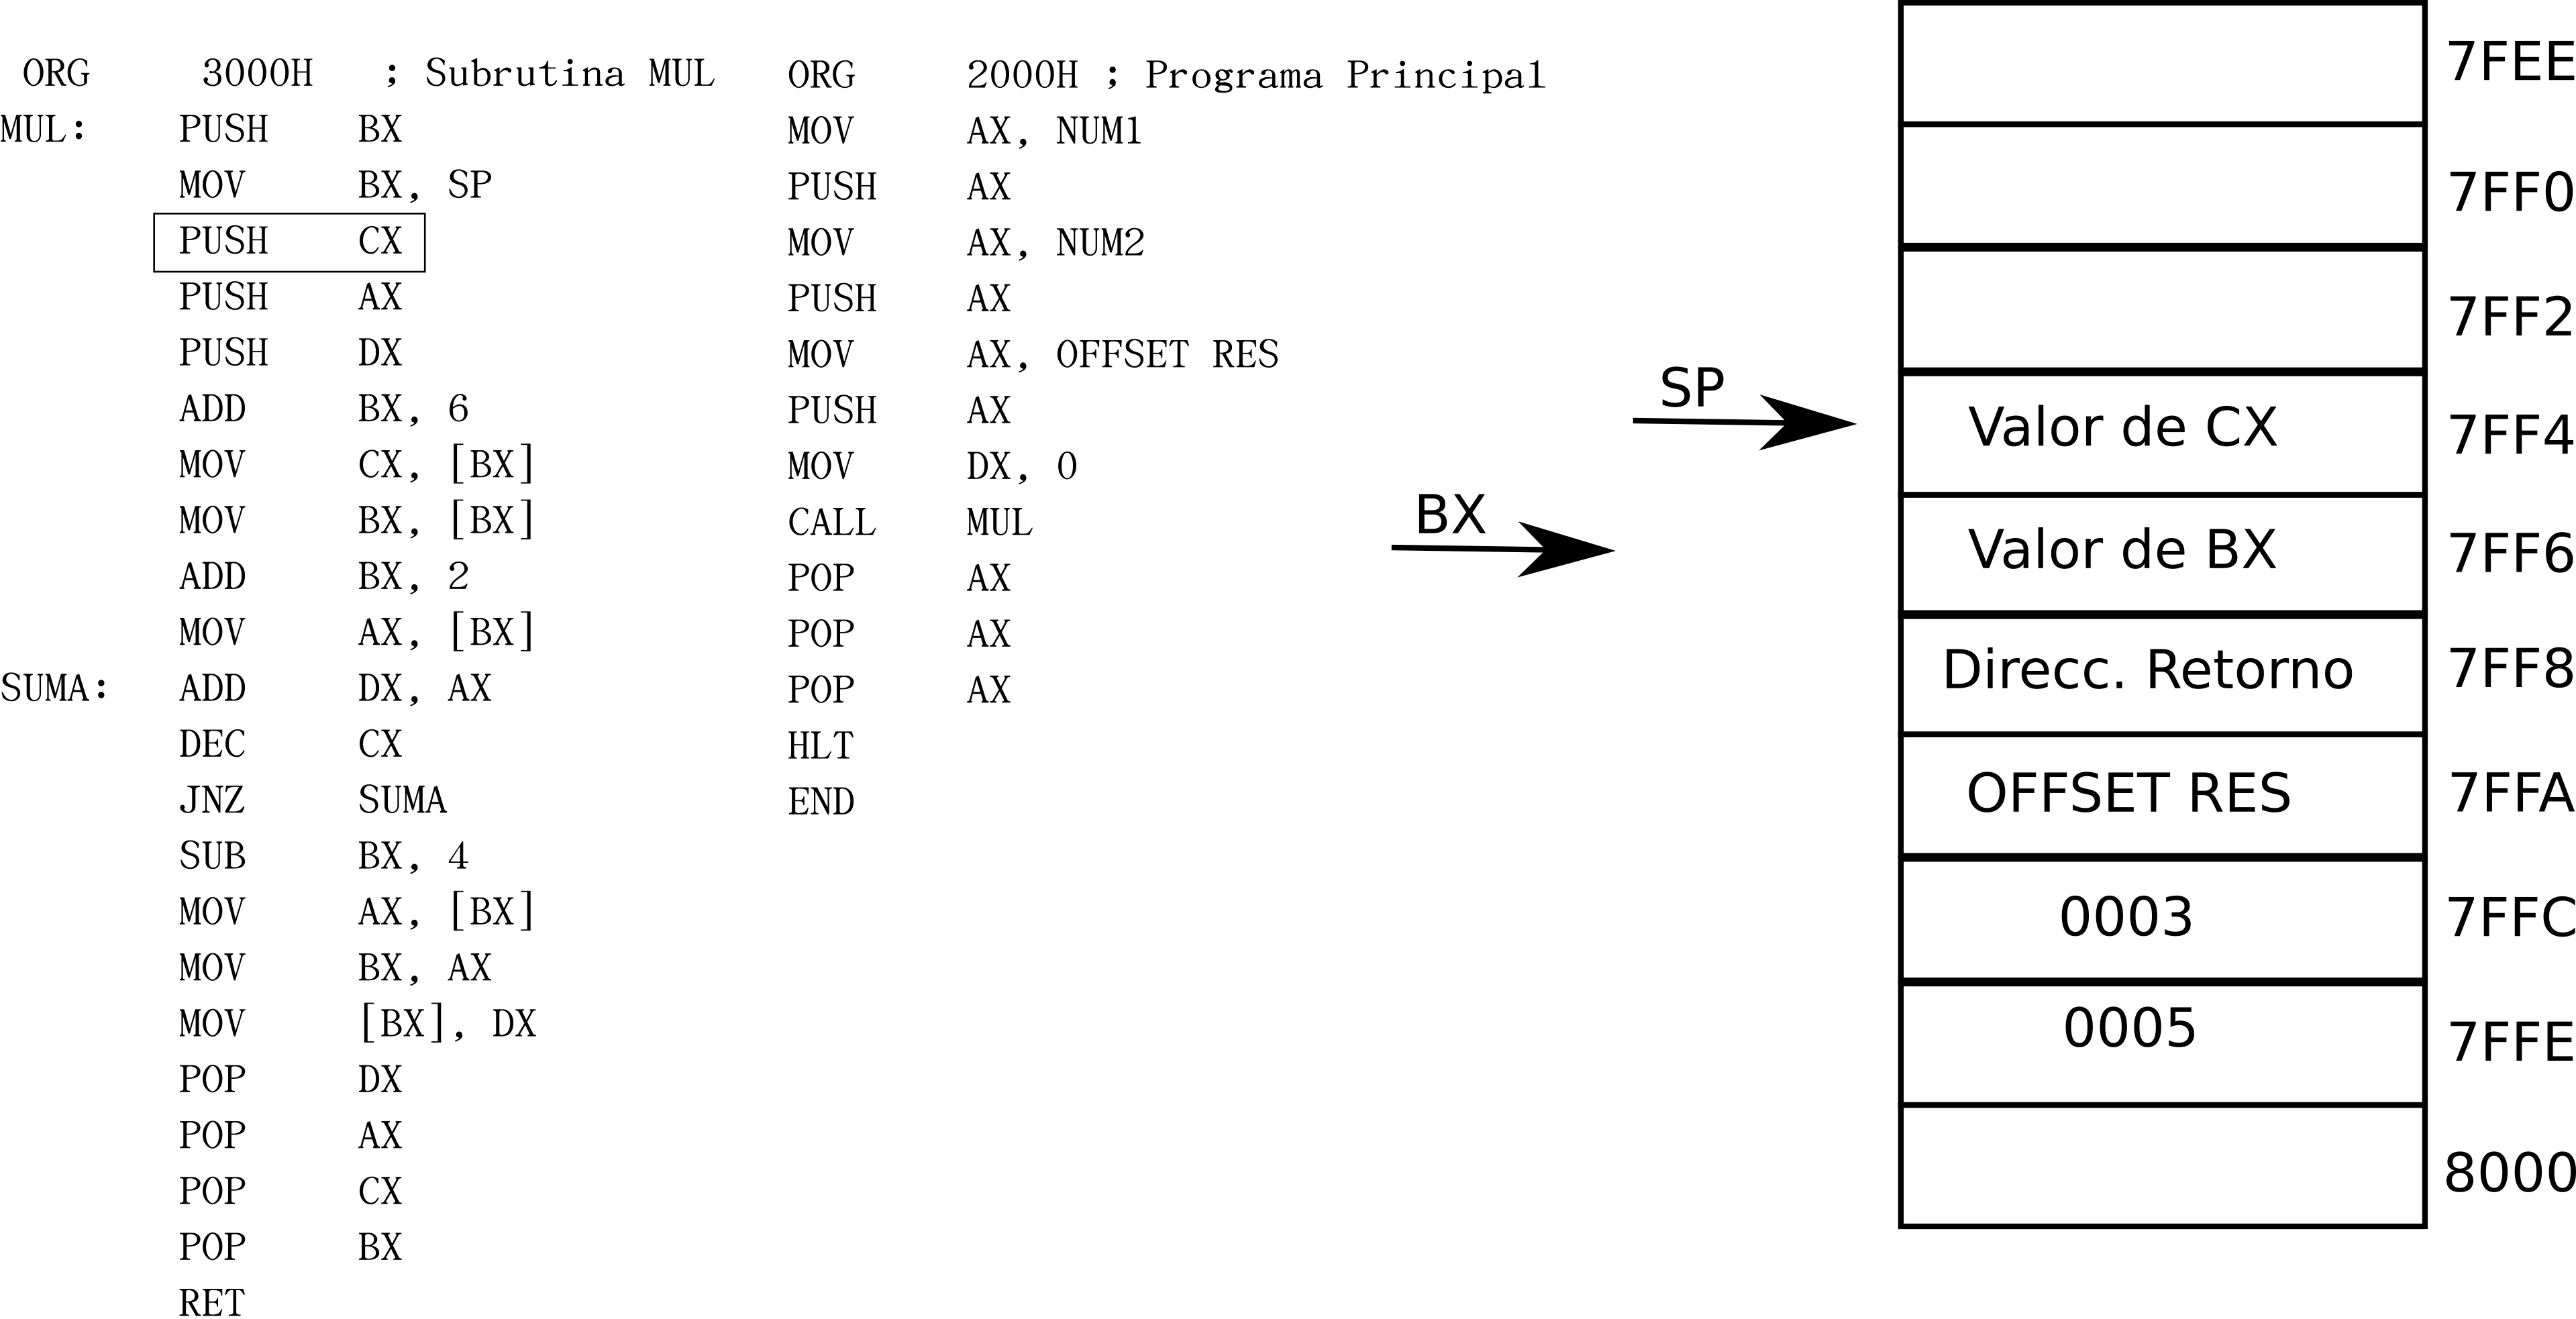 ORG 3000H ; Subrutina MUL
MUL: PUSH BX
MOV BX, SP
PUSH CX
PUSH AX
PUSH DX
ADD BX, 6
MOV CX, [BX]
MOV BX, [BX]
ADD BX, 2
MOV AX, [BX]
SUMA: ADD DX, AX
DEC CX
JNZ SUMA
SUB BX, 4
MOV AX, [BX]
MOV BX, AX
MOV [BX], DX
POP DX
POP AX
POP CX
POP BX
RET
ORG 2000H ; Programa Principal
MOV AX, NUM1
PUSH AX
MOV AX, NUM2
PUSH AX
MOV AX, OFFSET RES
PUSH AX
MOV DX, 0
CALL MUL
POP AX
POP AX
POP AX
HLT
END
SP
BX
7FEE
7FF0
7FF2
Valor de CX 7FF4
Valor de BX 7FF6
Direcc. Retorno 7FF8
OFFSET RES 7FFA
0003 7FFC
0005 7FFE
8000